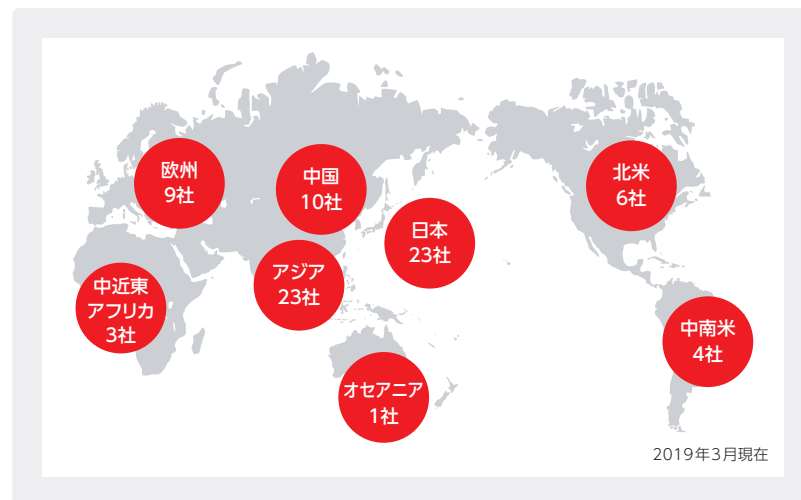 欧州
9社
中国
10社
北米
6社
日本
23社
アジア
23社
中近東
アフリカ
3社
中南米
4社
オセアニア
1社
2019年3月現在